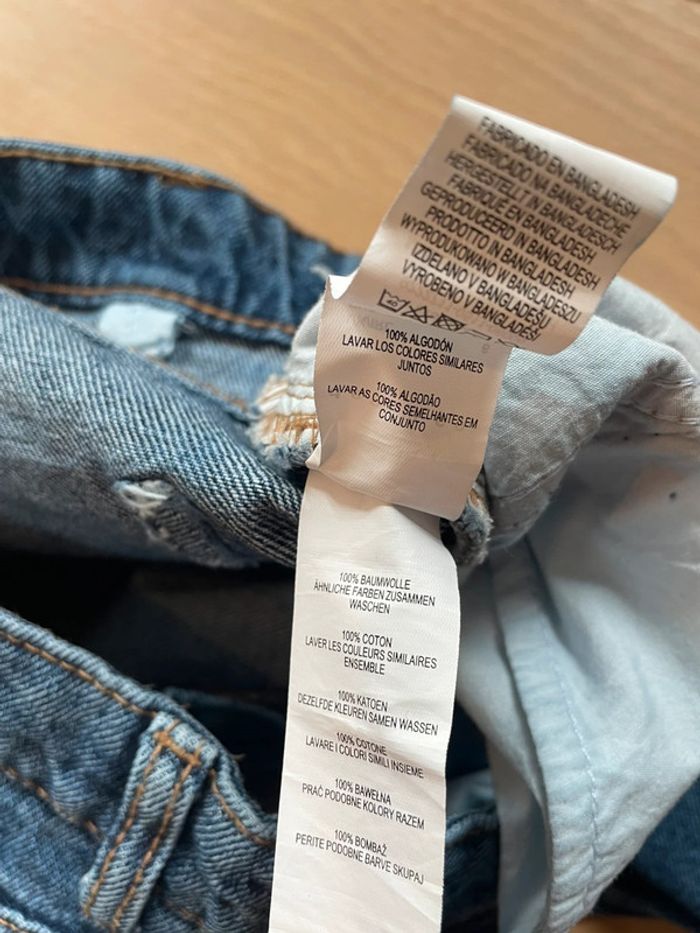 FABRICADO EN BANGLADESH
FABRICADO NA BANGLADECHE
HERGESTELLT IN BANGLADESCH
FABRIQUE EN BANGLADESH
GEPRODUCEERD IN BANGLADESH
PRODOTTO IN BANGLADESH
WYPRODUKOWANO W BANGLADESZU
IZDELANO V BANGLADEŠU
VYROBENO V BANGLADÉŠI
100% ALGODÓN
LAVAR LOS COLORES SIMILARES
JUNTOS
100% ALGODÃO
LAVAR AS CORES SEMELHANTES EM
CONJUNTO
100% BAUMWOLLE
ÄHNLICHE FARBEN ZUSAMMEN
WASCHEN
100% COTON
LAVER LES COULEURS SIMILAIRES
ENSEMBLE
100% KATOEN
DEZELFDE KLEUREN SAMEN WASSEN
100% COTONE
LAVARE I COLORI SIMILI INSIEME
100% BAWEŁNA
PRAĆ PODOBNE KOLORY RAZEM
100% BOMBAŽ
PERITE PODOBNE BARVE SKUPAJ